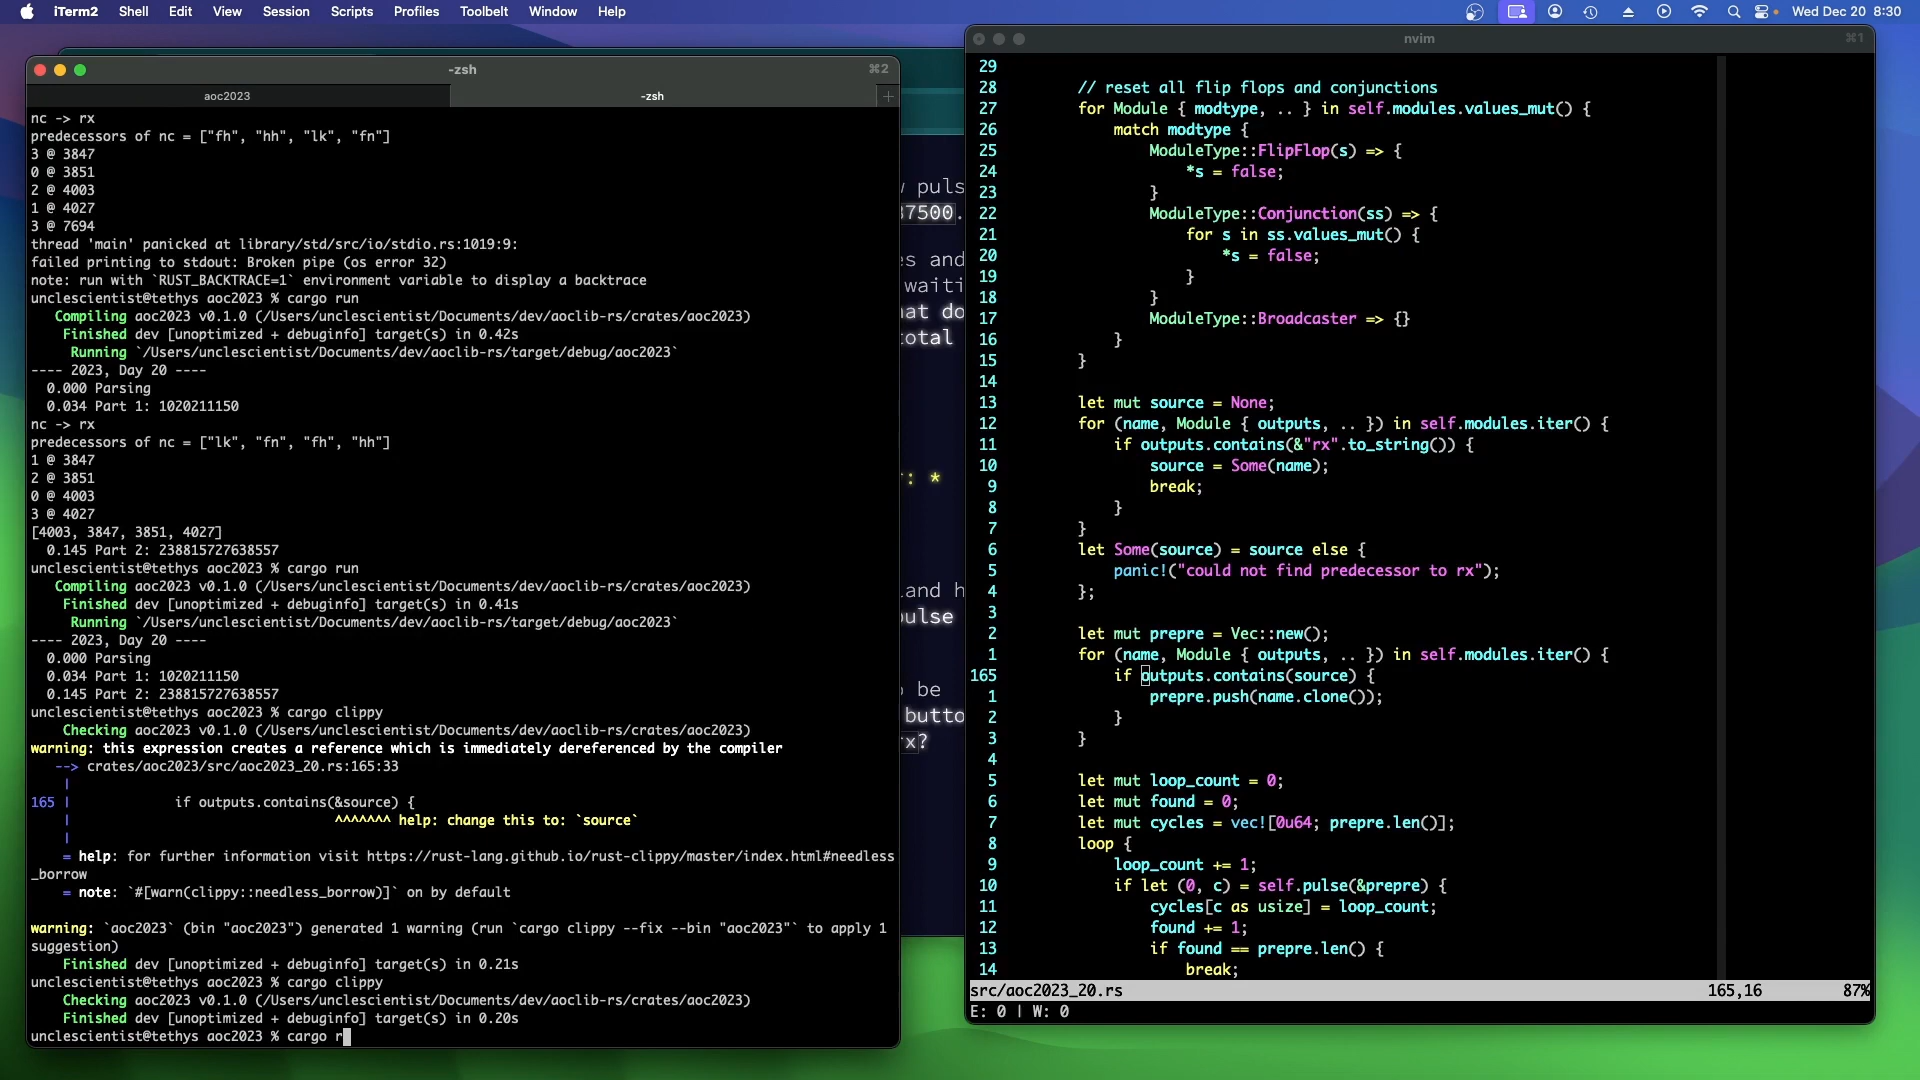 iTerm2 Shell Edit View Session Scripts Profiles Toolbelt Window Help Wed Dec 20 8:30
-zsh ⌘2
aoc2023 -zsh
nc -> rx
predecessors of nc = ["fh", "hh", "lk", "fn"]
3 @ 3847
0 @ 3851
2 @ 4003
1 @ 4027
3 @ 7694
thread 'main' panicked at library/std/src/io/stdio.rs:1019:9:
failed printing to stdout: Broken pipe (os error 32)
note: run with `RUST_BACKTRACE=1` environment variable to display a backtrace
unclescientist@tethys aoc2023 % cargo run
   Compiling aoc2023 v0.1.0 (/Users/unclescientist/Documents/dev/aoclib-rs/crates/aoc2023)
    Finished dev [unoptimized + debuginfo] target(s) in 0.42s
     Running `/Users/unclescientist/Documents/dev/aoclib-rs/target/debug/aoc2023`
---- 2023, Day 20 ----
  0.000 Parsing
  0.034 Part 1: 1020211150
nc -> rx
predecessors of nc = ["lk", "fn", "fh", "hh"]
1 @ 3847
2 @ 3851
0 @ 4003
3 @ 4027
[4003, 3847, 3851, 4027]
  0.145 Part 2: 238815727638557
unclescientist@tethys aoc2023 % cargo run
   Compiling aoc2023 v0.1.0 (/Users/unclescientist/Documents/dev/aoclib-rs/crates/aoc2023)
    Finished dev [unoptimized + debuginfo] target(s) in 0.41s
     Running `/Users/unclescientist/Documents/dev/aoclib-rs/target/debug/aoc2023`
---- 2023, Day 20 ----
  0.000 Parsing
  0.034 Part 1: 1020211150
  0.145 Part 2: 238815727638557
unclescientist@tethys aoc2023 % cargo clippy
    Checking aoc2023 v0.1.0 (/Users/unclescientist/Documents/dev/aoclib-rs/crates/aoc2023)
warning: this expression creates a reference which is immediately dereferenced by the compiler
   --> crates/aoc2023/src/aoc2023_20.rs:165:33
    |
165 |             if outputs.contains(&source) {
    |                                 ^^^^^^^ help: change this to: `source`
    |
    = help: for further information visit https://rust-lang.github.io/rust-clippy/master/index.html#needless
_borrow
    = note: `#[warn(clippy::needless_borrow)]` on by default
warning: `aoc2023` (bin "aoc2023") generated 1 warning (run `cargo clippy --fix --bin "aoc2023"` to apply 1
suggestion)
    Finished dev [unoptimized + debuginfo] target(s) in 0.21s
unclescientist@tethys aoc2023 % cargo clippy
    Checking aoc2023 v0.1.0 (/Users/unclescientist/Documents/dev/aoclib-rs/crates/aoc2023)
    Finished dev [unoptimized + debuginfo] target(s) in 0.20s
unclescientist@tethys aoc2023 % cargo r
puls
37500.
es and
waiti
at do
total
: *
and h
pulse
be
butto
rx?
nvim ⌘1
29
28         // reset all flip flops and conjunctions
27         for Module { modtype, .. } in self.modules.values_mut() {
26             match modtype {
25                 ModuleType::FlipFlop(s) => {
24                     *s = false;
23                 }
22                 ModuleType::Conjunction(ss) => {
21                     for s in ss.values_mut() {
20                         *s = false;
19                     }
18                 }
17                 ModuleType::Broadcaster => {}
16             }
15         }
14
13         let mut source = None;
12         for (name, Module { outputs, .. }) in self.modules.iter() {
11             if outputs.contains(&"rx".to_string()) {
10                 source = Some(name);
9                 break;
8             }
7         }
6         let Some(source) = source else {
5             panic!("could not find predecessor to rx");
4         };
3
2         let mut prepre = Vec::new();
1         for (name, Module { outputs, .. }) in self.modules.iter() {
165             if outputs.contains(source) {
1                 prepre.push(name.clone());
2             }
3         }
4
5         let mut loop_count = 0;
6         let mut found = 0;
7         let mut cycles = vec![0u64; prepre.len()];
8         loop {
9             loop_count += 1;
10             if let (0, c) = self.pulse(&prepre) {
11                 cycles[c as usize] = loop_count;
12                 found += 1;
13                 if found == prepre.len() {
14                     break;
src/aoc2023_20.rs 165,16 87%
E: 0 | W: 0